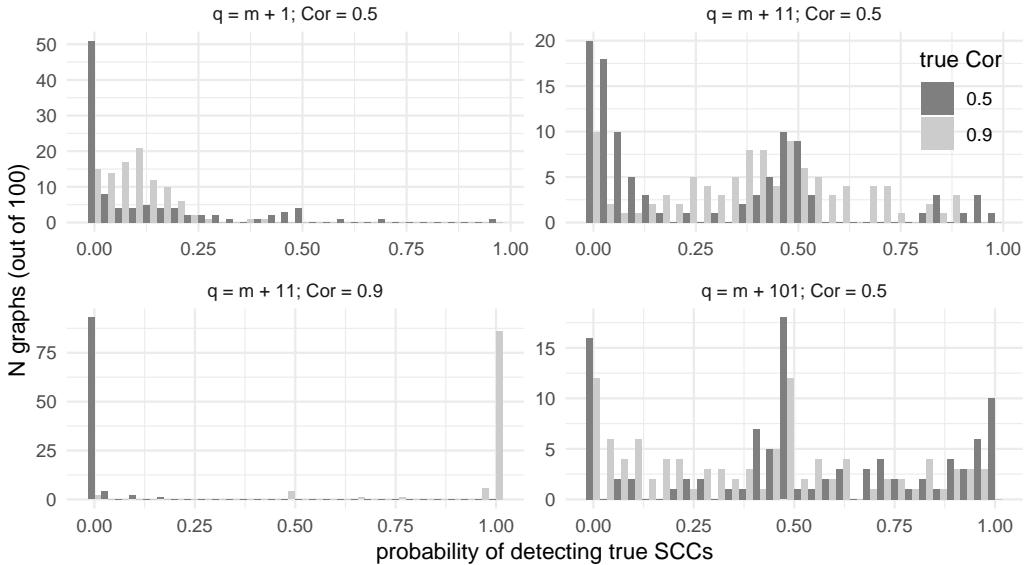 q = m + 1; Cor = 0.5
q = m + 11; Cor = 0.5
50
40
30
20
10
0
0.00 0.25 0.50 0.75 1.00
20
15
10
5
0
0.00 0.25 0.50 0.75 1.00
true Cor
0.5
0.9
N graphs (out of 100)
q = m + 11; Cor = 0.9
q = m + 101; Cor = 0.5
75
50
25
0
0.00 0.25 0.50 0.75 1.00
15
10
5
0
0.00 0.25 0.50 0.75 1.00
probability of detecting true SCCs